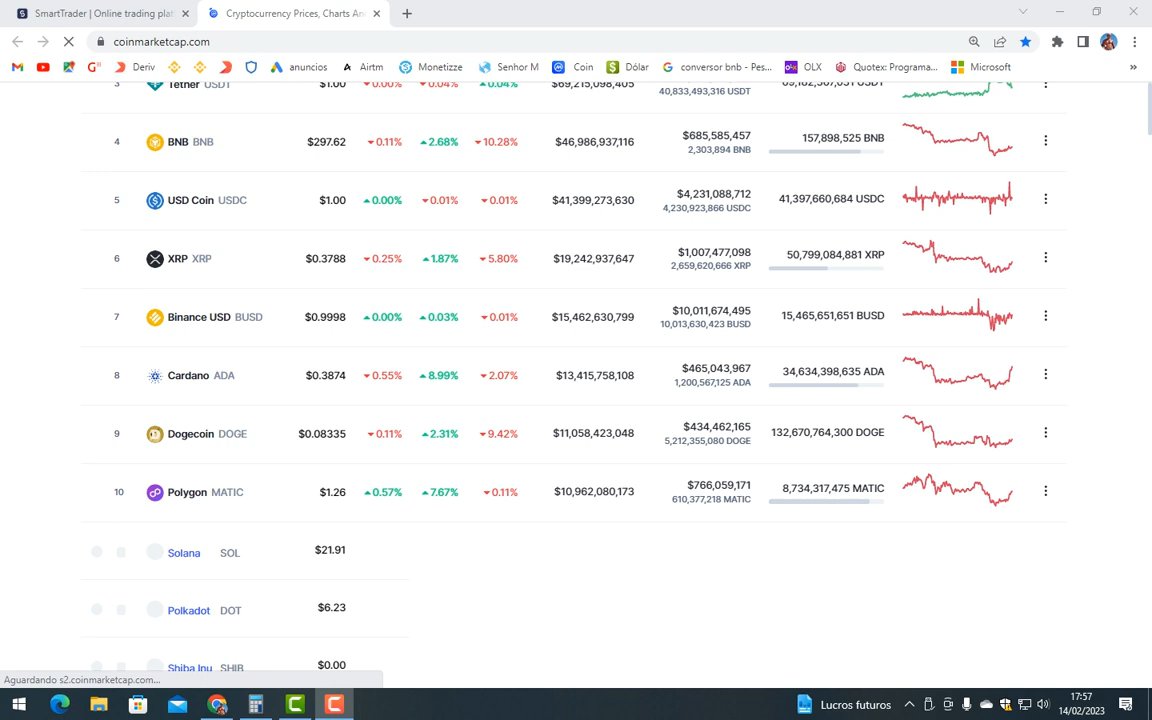 SmartTrader | Online trading plat
Cryptocurrency Prices, Charts An
coinmarketcap.com
Deriv
anuncios
Airtm
Monetizze
Senhor M
Coin
Dólar
conversor bnb - Pes...
OLX
Quotex: Programa...
Microsoft
3 Tether USDT $1.00 0.00% 0.04% 0.04% $69,215,098,405
40,833,493,316 USDT
4 BNB BNB $297.62 0.11% 2.68% 10.28% $46,986,937,116 $685,585,457 157,898,525 BNB
2,303,894 BNB
5 USD Coin USDC $1.00 0.00% 0.01% 0.01% $41,399,273,630 $4,231,088,712 41,397,660,684 USDC
4,230,923,866 USDC
6 XRP XRP $0.3788 0.25% 1.87% 5.80% $19,242,937,647 $1,007,477,098 50,799,084,881 XRP
2,659,620,666 XRP
7 Binance USD BUSD $0.9998 0.00% 0.03% 0.01% $15,462,630,799 $10,011,674,495 15,465,651,651 BUSD
10,013,630,423 BUSD
8 Cardano ADA $0.3874 0.55% 8.99% 2.07% $13,415,758,108 $465,043,967 34,634,398,635 ADA
1,200,567,125 ADA
9 Dogecoin DOGE $0.08335 0.11% 2.31% 9.42% $11,058,423,048 $434,462,165 132,670,764,300 DOGE
5,212,355,080 DOGE
10 Polygon MATIC $1.26 0.57% 7.67% 0.11% $10,962,080,173 $766,059,171 8,734,317,475 MATIC
610,377,218 MATIC
Solana SOL $21.91
Polkadot DOT $6.23
Shiba Inu SHIB $0.00
Aguardando s2.coinmarketcap.com...
Lucros futuros
17:57
14/02/2023